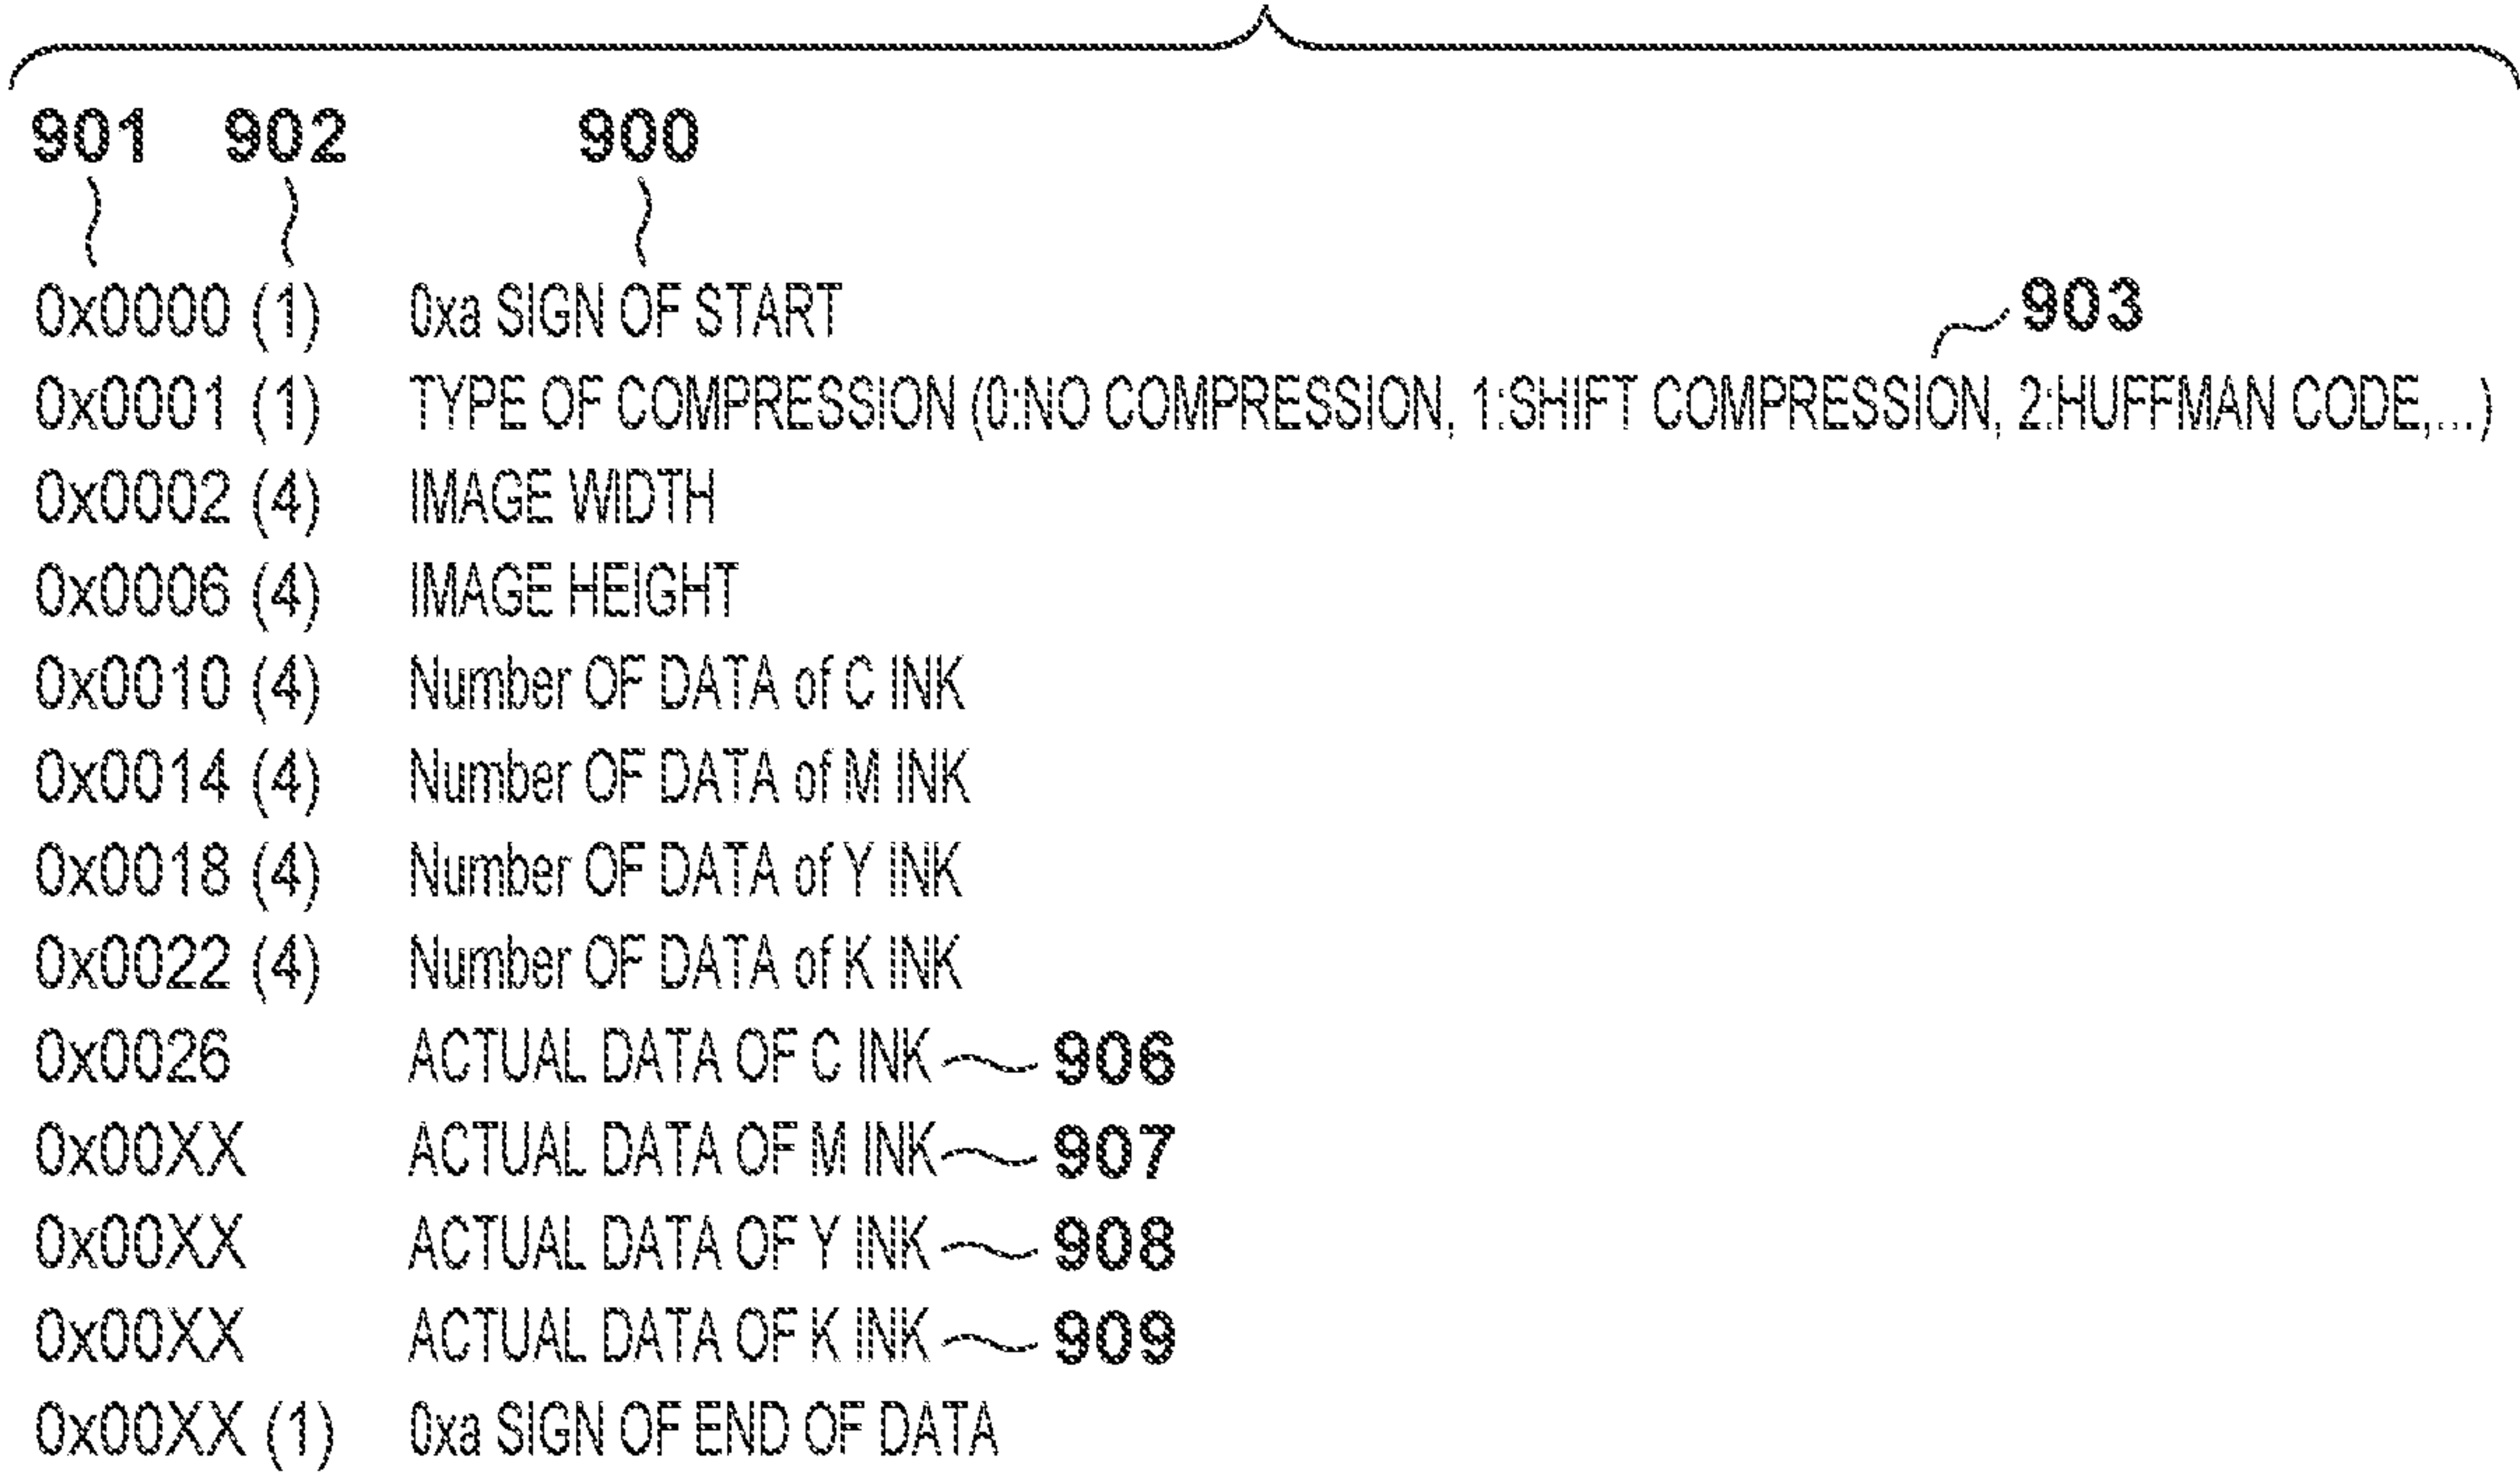 901 902 900
0x0000 (1) 0xa SIGN OF START
903
0x0001 (1) TYPE OF COMPRESSION (0:NO COMPRESSION, 1:SHIFT COMPRESSION, 2:HUFFMAN CODE,...)
0x0002 (4) IMAGE WIDTH
0x0006 (4) IMAGE HEIGHT
0x0010 (4) Number OF DATA of C INK
0x0014 (4) Number OF DATA of M INK
0x0018 (4) Number OF DATA of Y INK
0x0022 (4) Number OF DATA of K INK
0x0026 ACTUAL DATA OF C INK 906
0x00XX ACTUAL DATA OF M INK 907
0x00XX ACTUAL DATA OF Y INK 908
0x00XX ACTUAL DATA OF K INK 909
0x00XX (1) 0xa SIGN OF END OF DATA